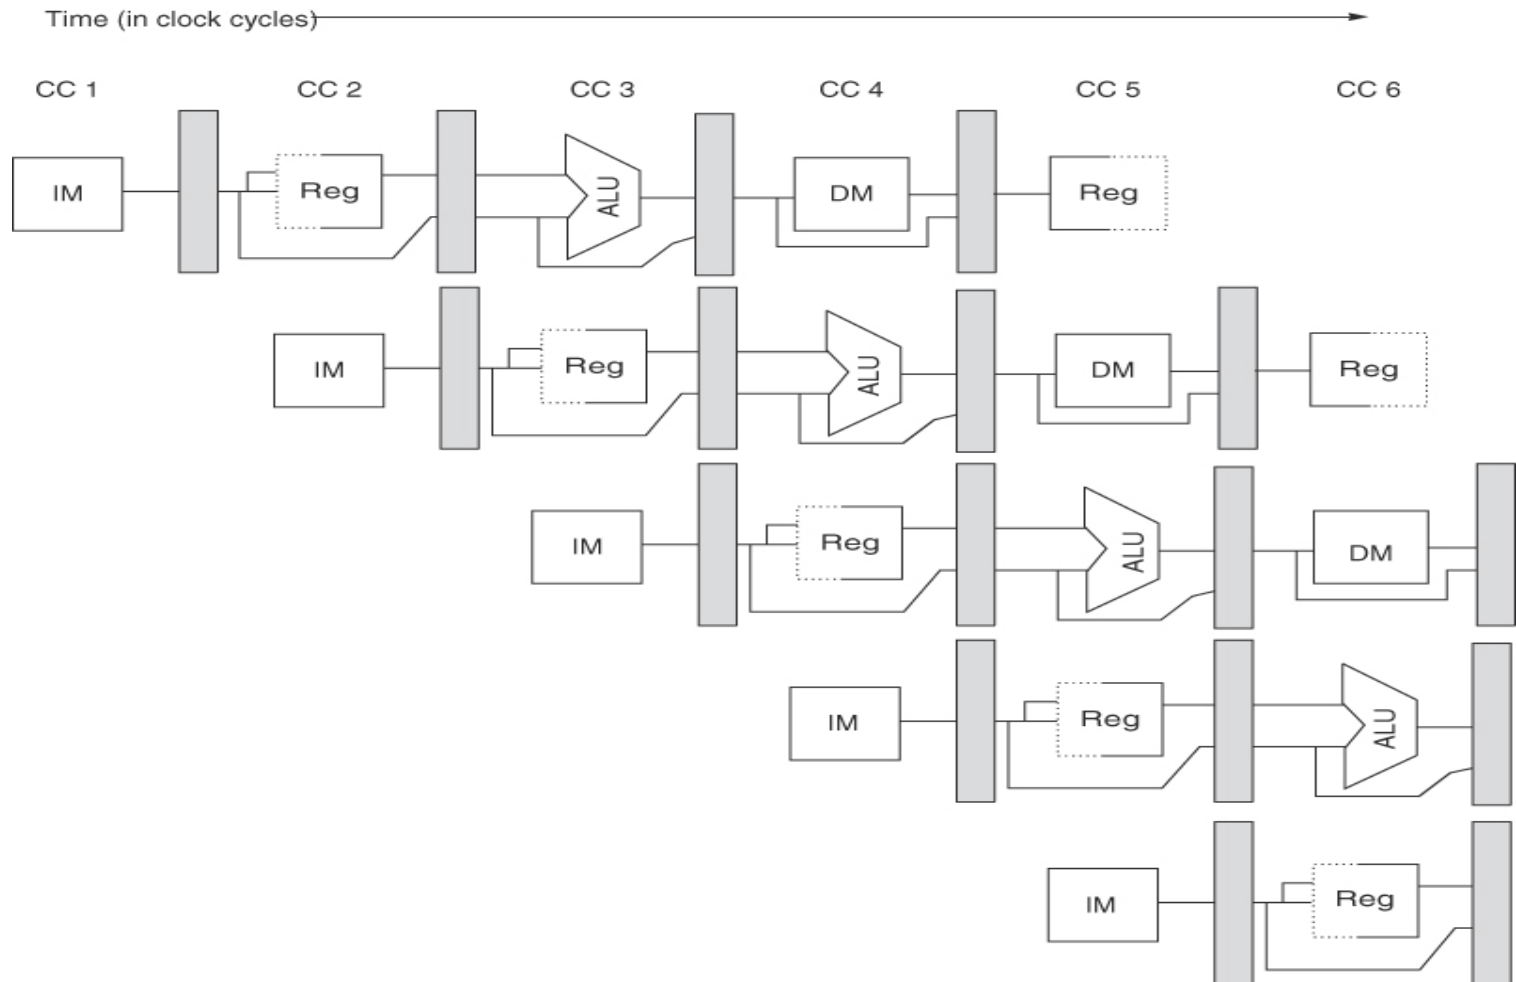 Time (in clock cycles)
CC 1 CC 2 CC 3 CC 4 CC 5 CC 6
IM Reg ALU DM Reg
IM Reg ALU DM Reg
IM Reg ALU DM
IM Reg ALU
IM Reg